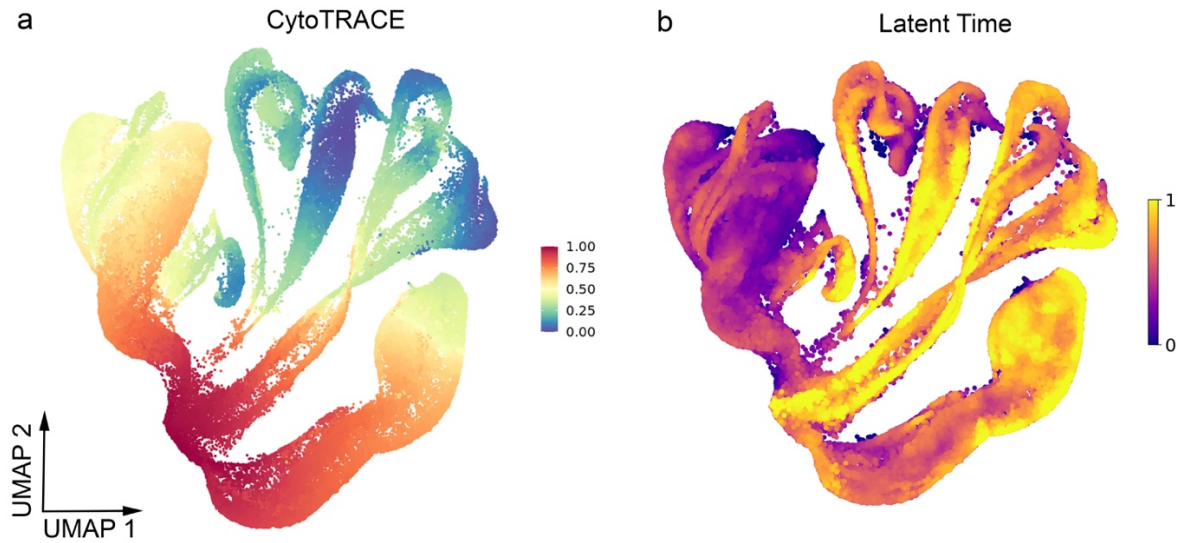 a
CytoTRACE
b
Latent Time
1.00
0.75
0.50
0.25
0.00
1
0
UMAP 2
UMAP 1